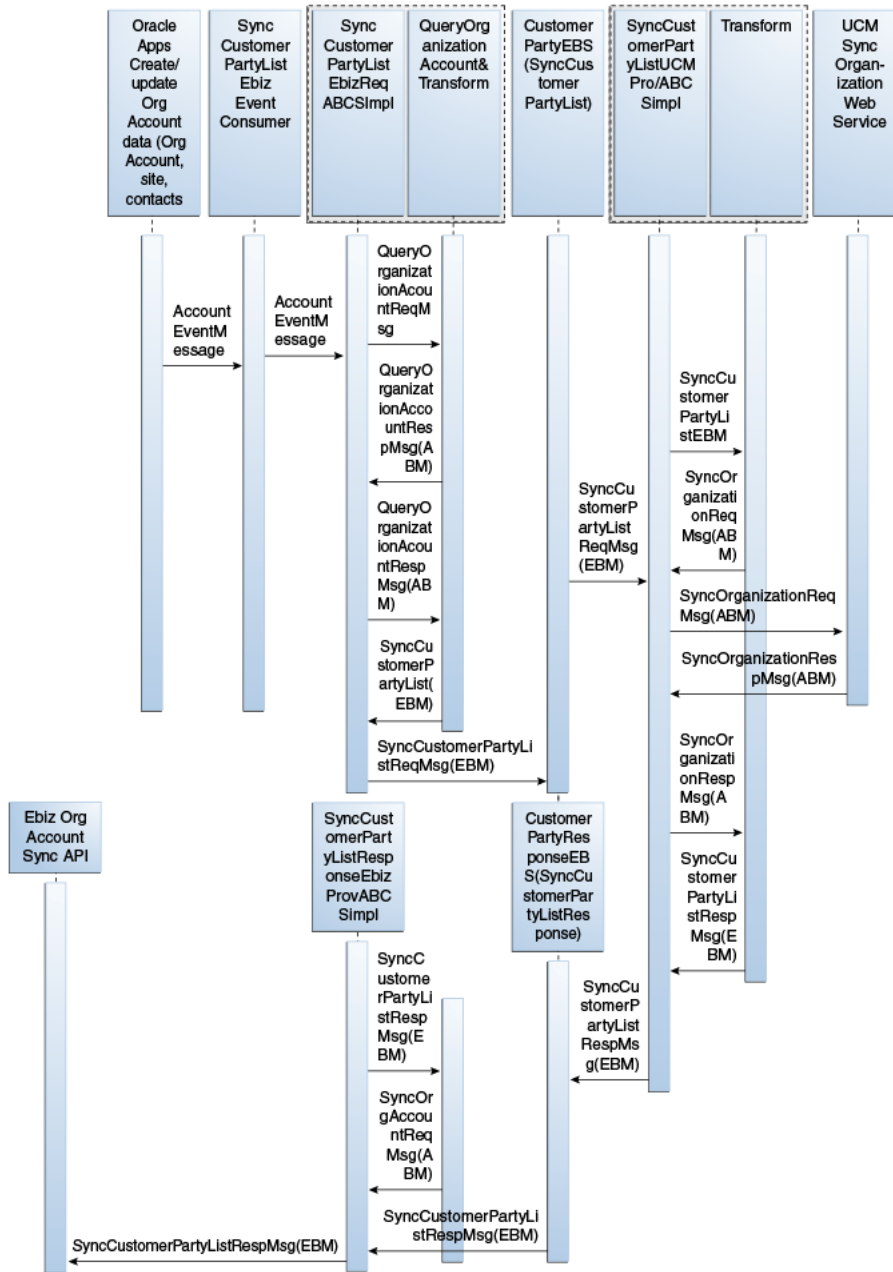 Oracle
Apps
Create/
update
Org
Account
data (Org
Account,
site,
contacts
Sync
Customer
PartyList
Ebiz
Event
Consumer
Sync
Customer
PartyList
EbizReq
ABCSImpl
QueryOrg
anization
Account&
Transform
Customer
PartyEBS
(SyncCus
tomer
PartyList)
SyncCust
omerParty
ListUCM
Pro/ABC
Simpl
Transform
UCM
Sync
Organ-
ization
Web
Service
Account
EventM
essage
Account
EventM
essage
QueryO
rganizat
ionAcou
ntReqM
sg
QueryO
rganizat
ionAcco
untRes
pMsg(A
BM)
QueryO
rganizat
ionAcou
ntResp
Msg(AB
M)
SyncCu
stomerP
artyList(
EBM)
SyncCustomerPartyLi
stReqMsg(EBM)
SyncCu
stomerP
artyList
ReqMsg
(EBM)
SyncCu
stomer
PartyLi
stEBM
SyncOr
ganizati
onReq
Msg(AB
M)
SyncOrganizationReq
Msg(ABM)
SyncOrganizationRes
pMsg(ABM)
SyncOr
ganizati
onResp
Msg(A
BM)
SyncCu
stomer
PartyLi
stResp
Msg(E
BM)
Ebiz Org
Account
Sync API
SyncCust
omerPart
yListResp
onseEbiz
ProvABC
Simpl
Customer
PartyRes
ponseEB
S(SyncCu
stomerPar
tyListRes
ponse)
SyncC
ustome
rPartyLi
stResp
Msg(E
BM)
SyncCu
stomerP
artyList
RespMs
g(EBM)
SyncOr
gAccou
ntReq
Msg(A
BM)
SyncCustomerPartyLi
stRespMsg(EBM)
SyncCustomerPartyListRespMsg(EBM)